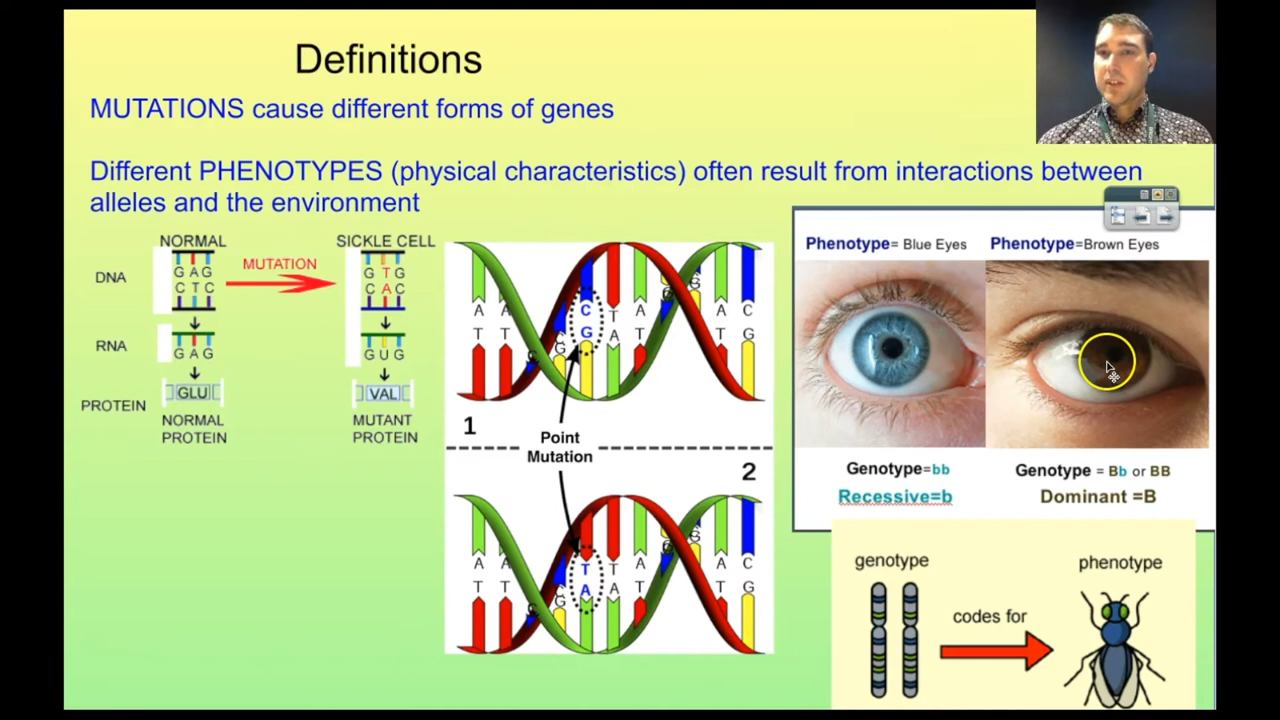 Definitions
MUTATIONS cause different forms of genes
Different PHENOTYPES (physical characteristics) often result from interactions between
alleles and the environment
NORMAL
SICKLE CELL
MUTATION
DNA
G A G
C T C
G T G
C A C
RNA
G A G
G U G
PROTEIN
GLU
VAL
NORMAL
PROTEIN
MUTANT
PROTEIN
A A C T A A C
T T C G A T G T G
1
Point
Mutation
2
A A T T A A C
T T C G A A T G T G
Phenotype= Blue Eyes
Phenotype=Brown Eyes
Genotype=bb
Genotype = Bb or BB
Recessive=b
Dominant =B
genotype
codes for
phenotype